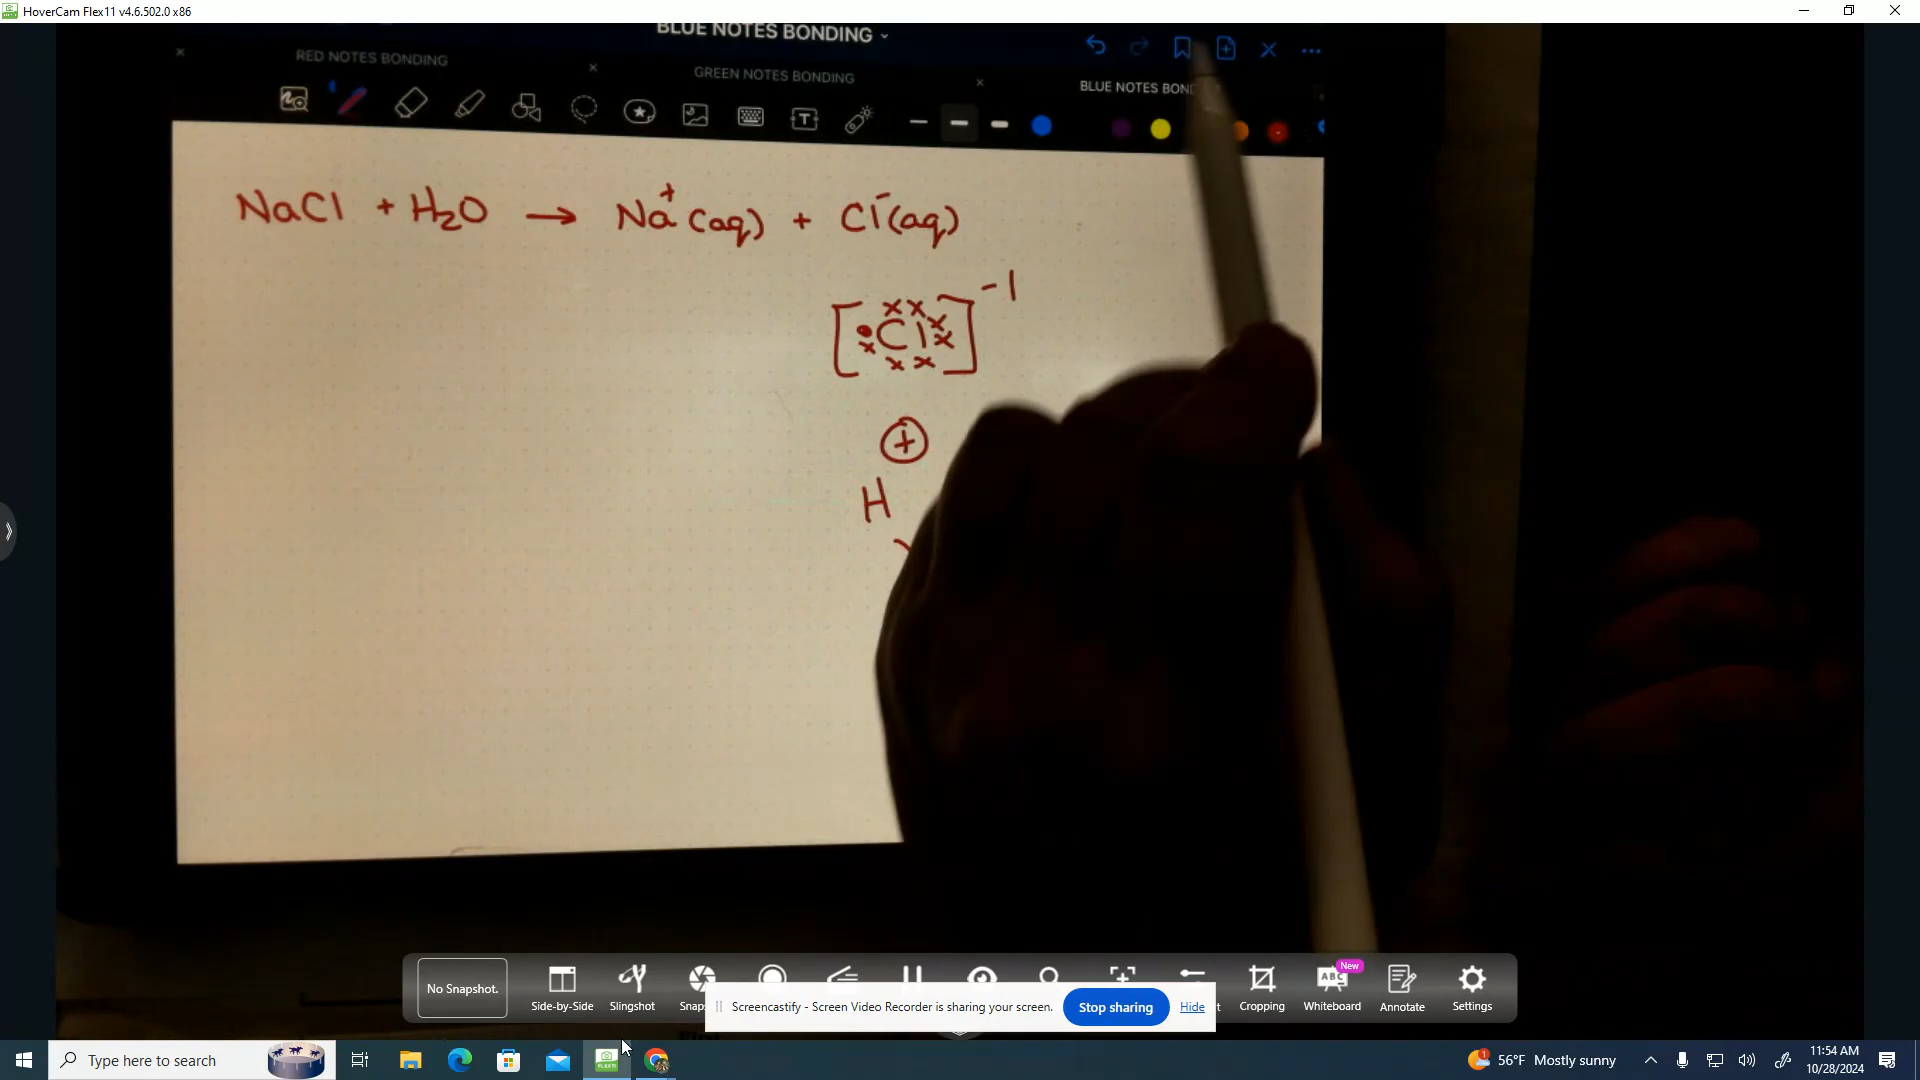 HoverCam Flex11 v4.6.502.0 x86
BLUE NOTES BONDING
RED NOTES BONDING
GREEN NOTES BONDING
BLUE NOTES
T
NaCl + H₂O → Na⁺(aq) + Cl⁻(aq)
[Cl]⁻¹
+
H
No Snapshot.
Side-by-Side
Slingshot
Cropping
ABC
New
Whiteboard
Annotate
Settings
Screencastify - Screen Video Recorder is sharing your screen.
Stop sharing
Hide
Type here to search
FLEX11
1
56°F Mostly sunny
11:54 AM
10/28/2024